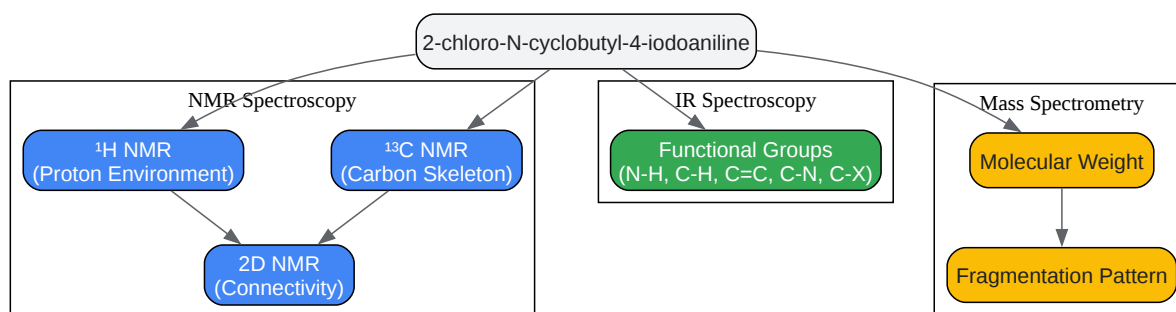 2-chloro-N-cyclobutyl-4-iodoaniline
NMR Spectroscopy
¹H NMR
(Proton Environment)
¹³C NMR
(Carbon Skeleton)
2D NMR
(Connectivity)
IR Spectroscopy
Functional Groups
(N-H, C-H, C=C, C-N, C-X)
Mass Spectrometry
Molecular Weight
Fragmentation Pattern